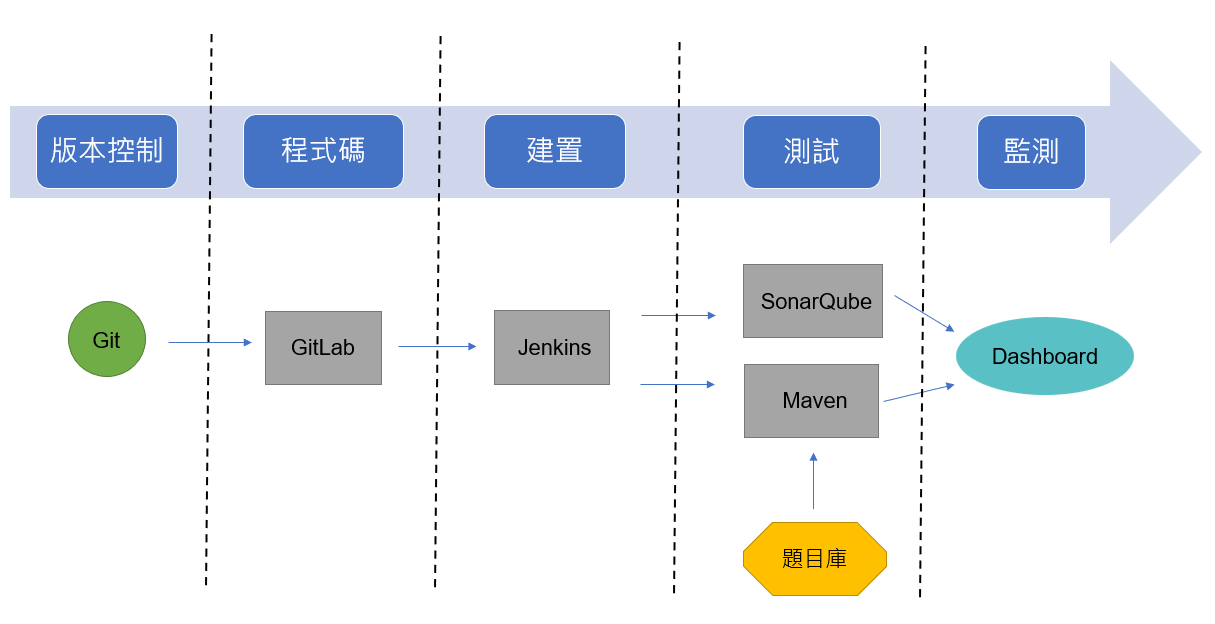 版本控制
程式碼
建置
測試
監測
Git
GitLab
Jenkins
SonarQube
Maven
Dashboard
題目庫